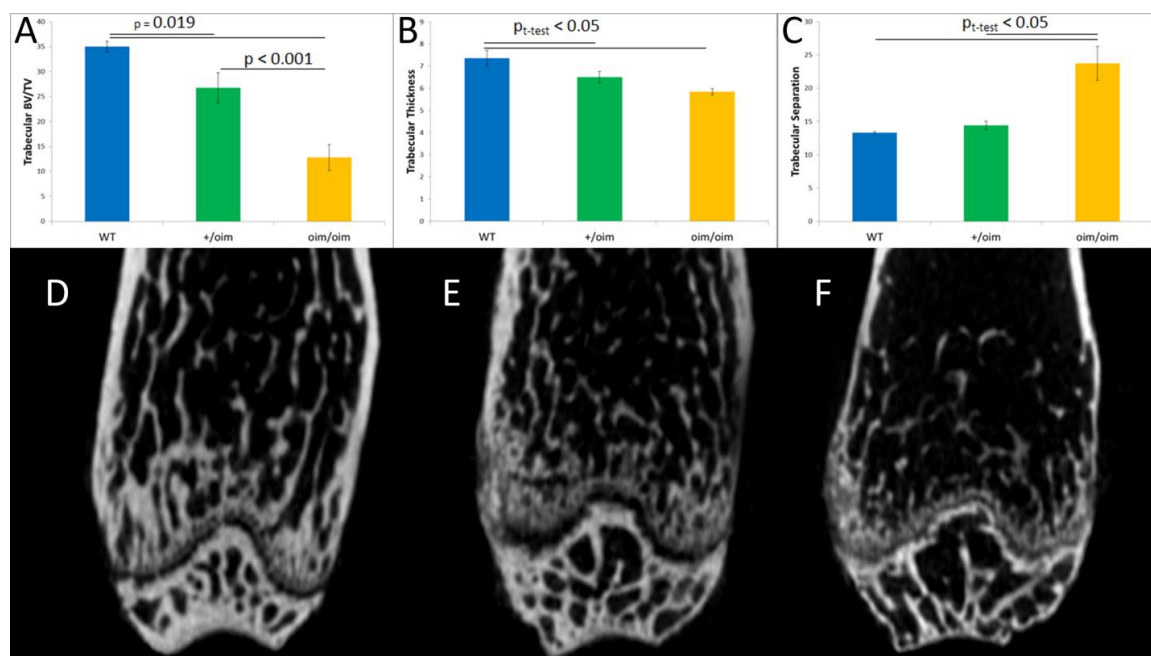 A
p = 0.019
p < 0.001
Trabecular BV/TV
40
35
30
25
20
15
10
5
0
WT
+/oim
oim/oim
B
pt-test < 0.05
Trabecular Thickness
9
8
7
6
5
4
3
2
1
0
WT
+/oim
oim/oim
C
pt-test < 0.05
Trabecular Separation
30
25
20
15
10
5
0
WT
+/oim
oim/oim
D
E
F